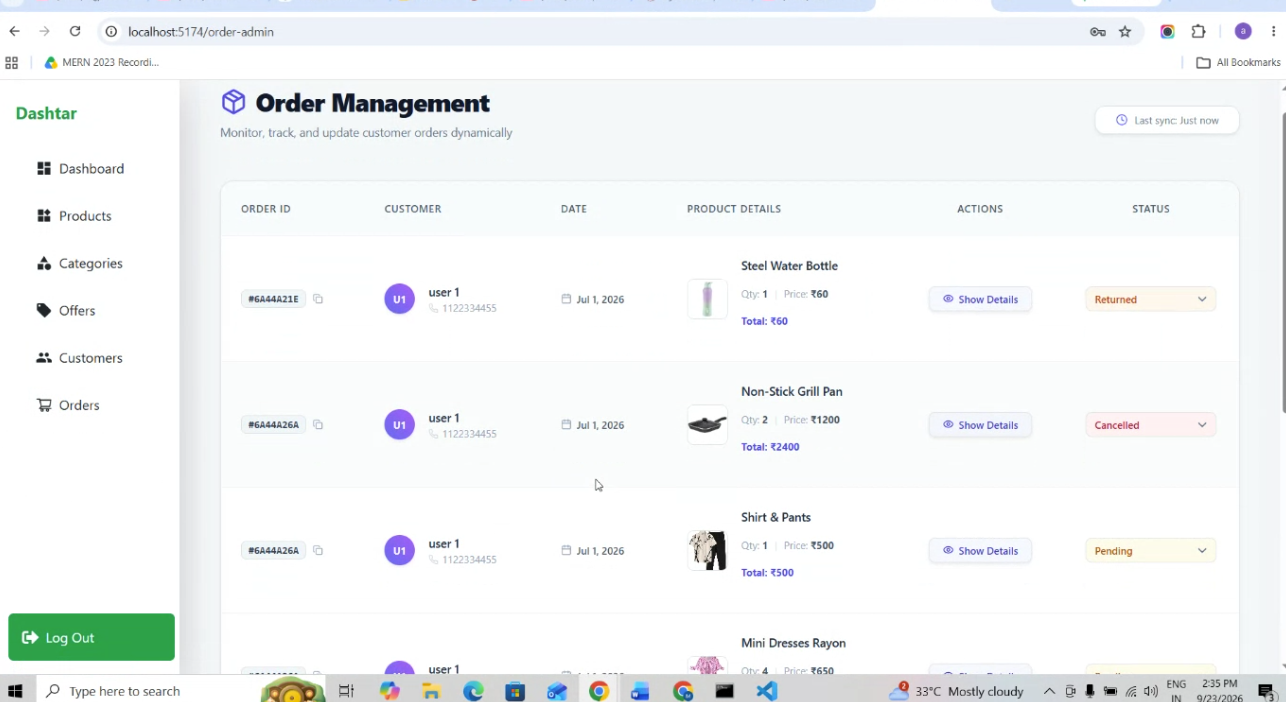 localhost:5174/order-admin
a
MERN 2023 Recordi...
All Bookmarks
Dashtar
Dashboard
Products
Categories
Offers
Customers
Orders
Log Out
Order Management
Monitor, track, and update customer orders dynamically
Last sync: Just now
ORDER ID CUSTOMER DATE PRODUCT DETAILS ACTIONS STATUS
Steel Water Bottle
#6A44A21E U1 user 1 Jul 1, 2026 Qty: 1 | Price: ₹60 Show Details Returned
1122334455
Total: ₹60
Non-Stick Grill Pan
#6A44A26A U1 user 1 Jul 1, 2026 Qty: 2 | Price: ₹1200 Show Details Cancelled
1122334455
Total: ₹2400
Shirt & Pants
#6A44A26A U1 user 1 Jul 1, 2026 Qty: 1 | Price: ₹500 Show Details Pending
1122334455
Total: ₹500
Mini Dresses Rayon
user 1 Qty: 4 | Price: ₹650
Type here to search
2
33°C Mostly cloudy
ENG
IN
2:35 PM
9/23/2026
3